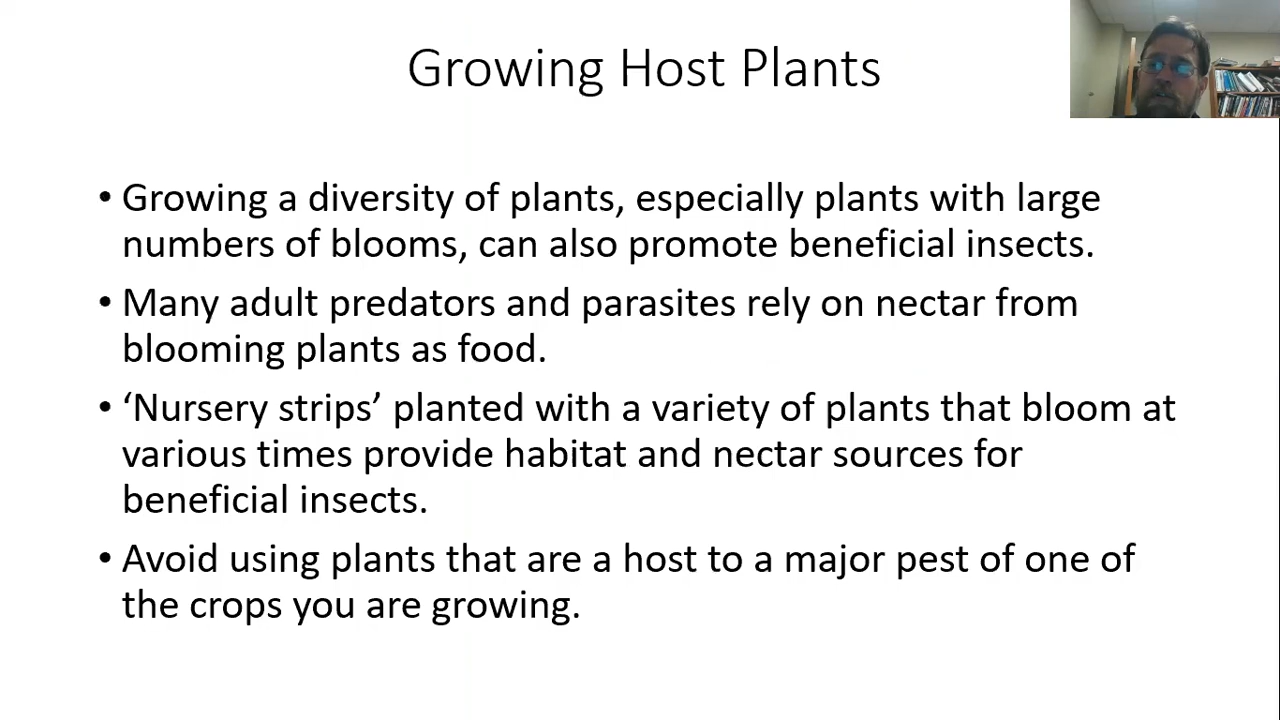 Growing Host Plants
• Growing a diversity of plants, especially plants with large
numbers of blooms, can also promote beneficial insects.
• Many adult predators and parasites rely on nectar from
blooming plants as food.
• ‘Nursery strips’ planted with a variety of plants that bloom at
various times provide habitat and nectar sources for
beneficial insects.
• Avoid using plants that are a host to a major pest of one of
the crops you are growing.